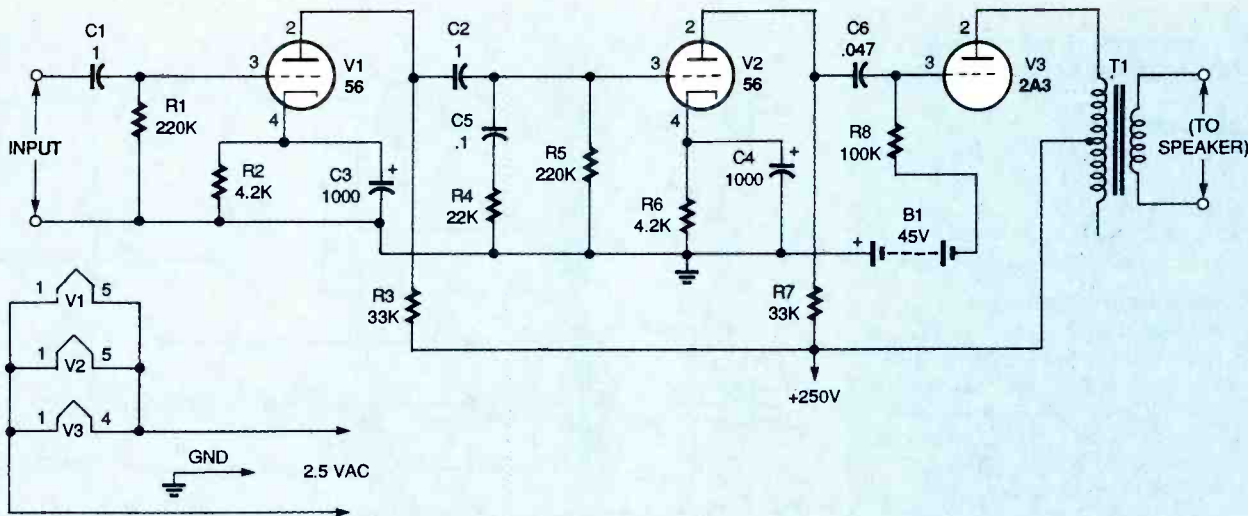 C1
1
3
2
4
V1
56
R1
220K
INPUT
R2
4.2K
C3
1000
+
C2
1
C5
.1
R4
22K
R5
220K
3
2
4
V2
56
R6
4.2K
C4
1000
+
C6
.047
3
2
V3
2A3
R8
100K
B1
45V
+
T1
(TO
SPEAKER)
R3
33K
R7
33K
+250V
1 V1 5
1 V2 5
1 V3 4
GND
2.5 VAC